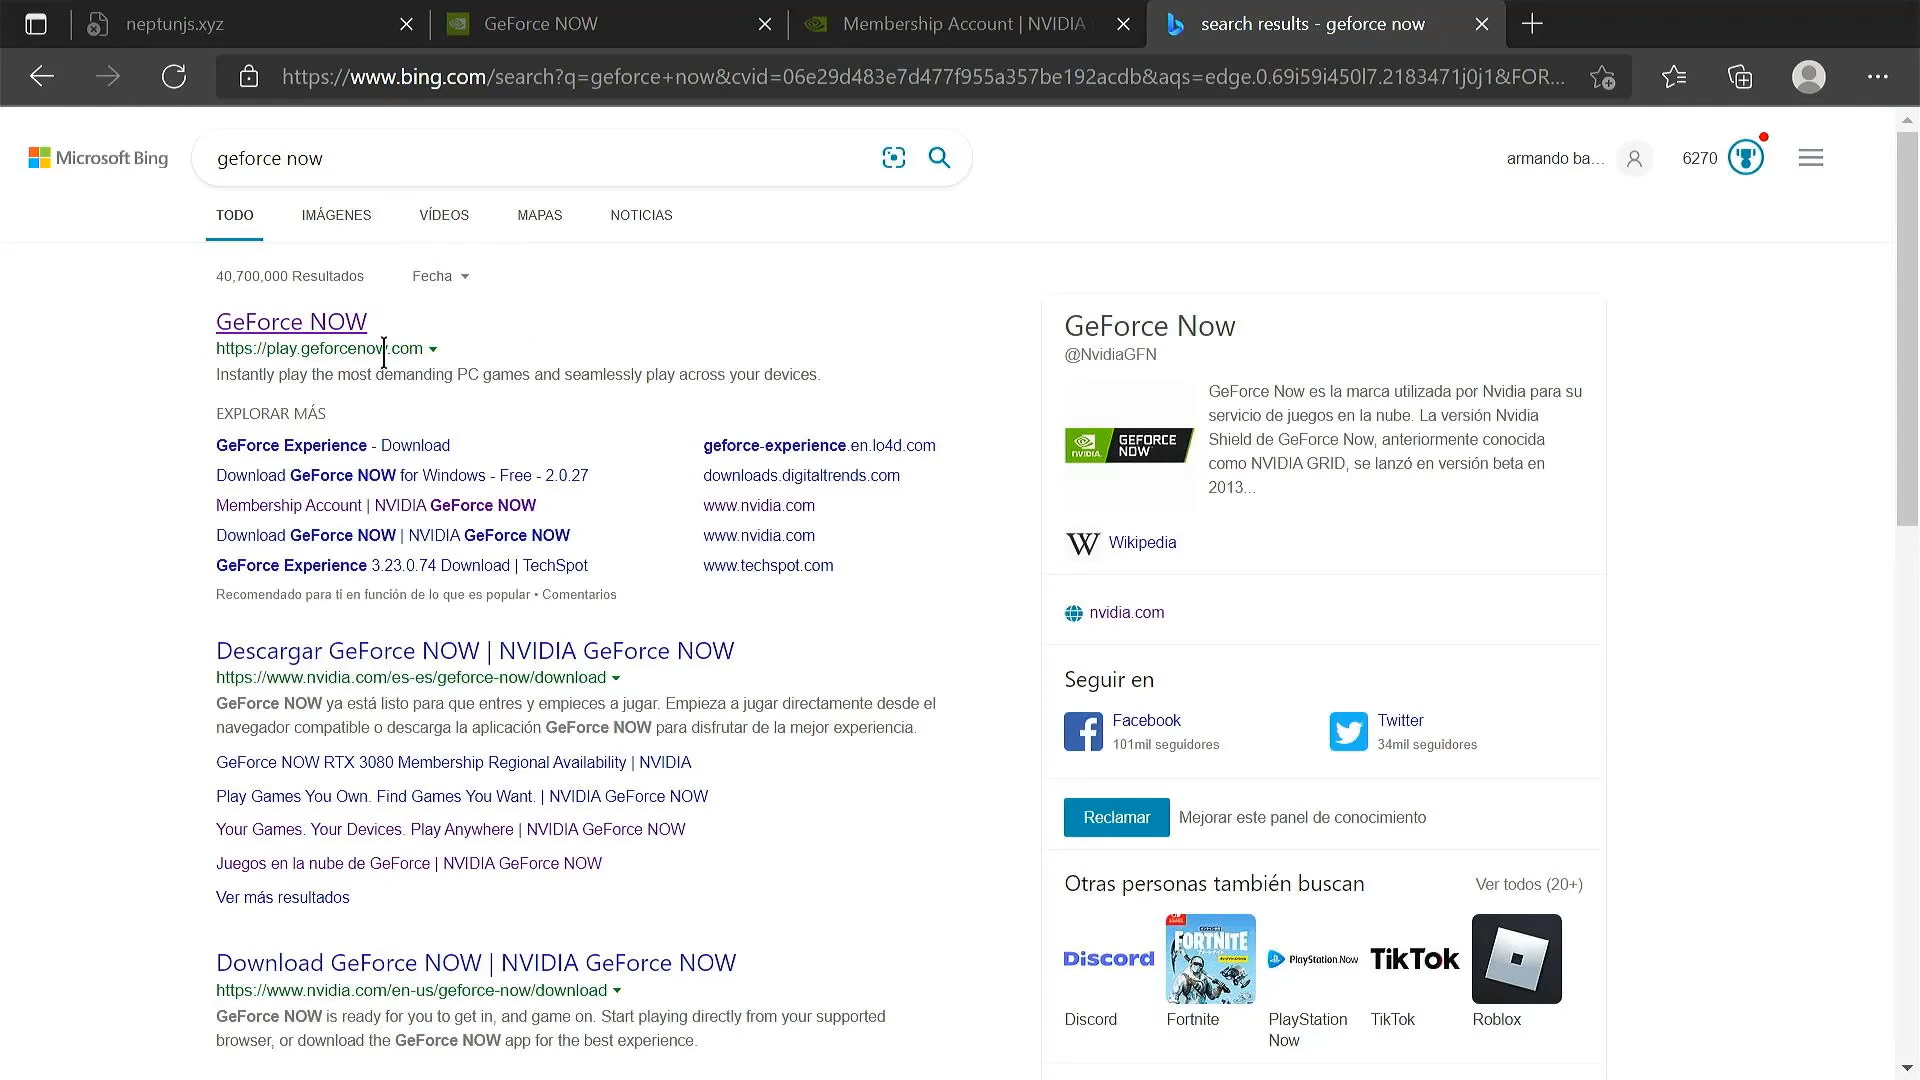 neptunjs.xyz
GeForce NOW
Membership Account | NVIDIA
search results - geforce now
https://www.bing.com/search?q=geforce+now&cvid=06e29d483e7d477f955a357be192acdb&aqs=edge.0.69i59i450l7.2183471j0j1&FOR...
Microsoft Bing
geforce now
armando ba...
6270
TODO
IMÁGENES
VÍDEOS
MAPAS
NOTICIAS
40,700,000 Resultados
Fecha
GeForce NOW
https://play.geforcenow.com
Instantly play the most demanding PC games and seamlessly play across your devices.
EXPLORAR MÁS
GeForce Experience - Download
geforce-experience.en.lo4d.com
Download GeForce NOW for Windows - Free - 2.0.27
downloads.digitaltrends.com
Membership Account | NVIDIA GeForce NOW
www.nvidia.com
Download GeForce NOW | NVIDIA GeForce NOW
www.nvidia.com
GeForce Experience 3.23.0.74 Download | TechSpot
www.techspot.com
Recomendado para ti en función de lo que es popular • Comentarios
Descargar GeForce NOW | NVIDIA GeForce NOW
https://www.nvidia.com/es-es/geforce-now/download
GeForce NOW ya está listo para que entres y empieces a jugar. Empieza a jugar directamente desde el
navegador compatible o descarga la aplicación GeForce NOW para disfrutar de la mejor experiencia.
GeForce NOW RTX 3080 Membership Regional Availability | NVIDIA
Play Games You Own. Find Games You Want. | NVIDIA GeForce NOW
Your Games. Your Devices. Play Anywhere | NVIDIA GeForce NOW
Juegos en la nube de GeForce | NVIDIA GeForce NOW
Ver más resultados
Download GeForce NOW | NVIDIA GeForce NOW
https://www.nvidia.com/en-us/geforce-now/download
GeForce NOW is ready for you to get in, and game on. Start playing directly from your supported
browser, or download the GeForce NOW app for the best experience.
GeForce Now
@NvidiaGFN
NVIDIA.
GEFORCE
NOW
GeForce Now es la marca utilizada por Nvidia para su
servicio de juegos en la nube. La versión Nvidia
Shield de GeForce Now, anteriormente conocida
como NVIDIA GRID, se lanzó en versión beta en
2013...
W Wikipedia
nvidia.com
Seguir en
Facebook
101mil seguidores
Twitter
34mil seguidores
Reclamar
Mejorar este panel de conocimiento
Otras personas también buscan
Ver todos (20+)
Discord
FORTNITE
PlayStation Now
TikTok
Discord
Fortnite
PlayStation
Now
TikTok
Roblox